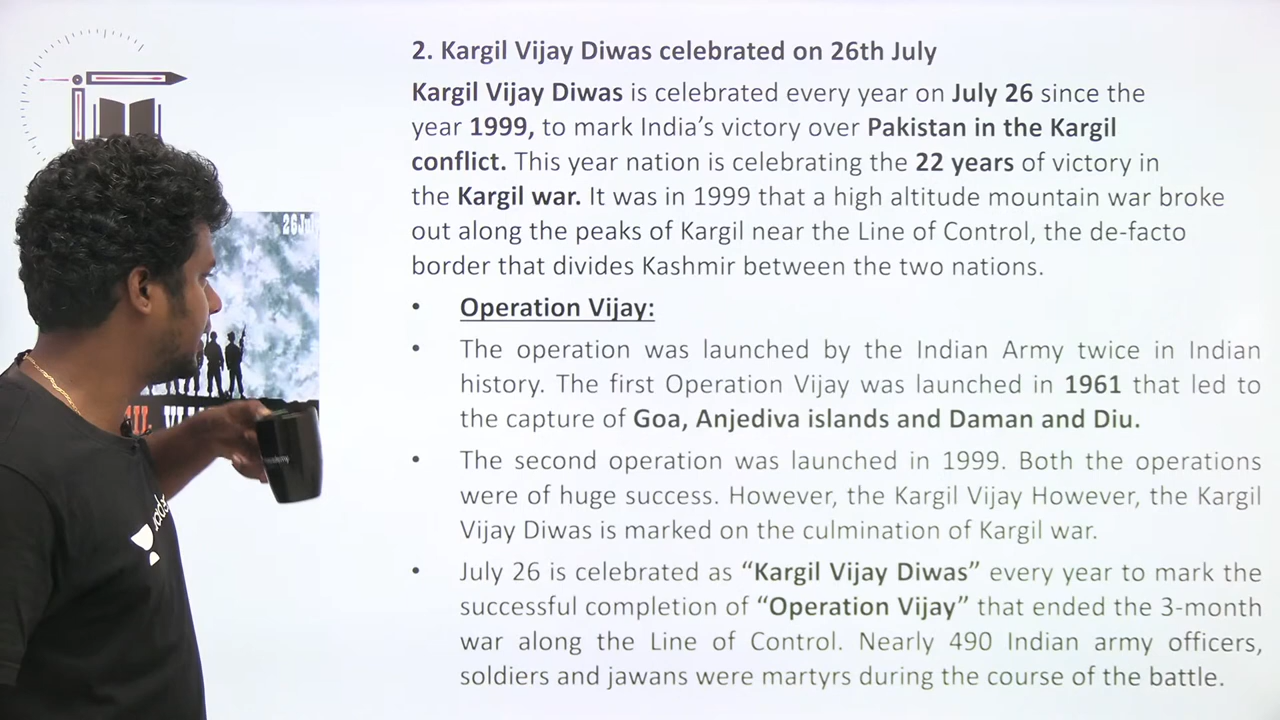 2. Kargil Vijay Diwas celebrated on 26th July
Kargil Vijay Diwas is celebrated every year on July 26 since the
year 1999, to mark India’s victory over Pakistan in the Kargil
conflict. This year nation is celebrating the 22 years of victory in
the Kargil war. It was in 1999 that a high altitude mountain war broke
out along the peaks of Kargil near the Line of Control, the de-facto
border that divides Kashmir between the two nations.
• Operation Vijay:
• The operation was launched by the Indian Army twice in Indian
history. The first Operation Vijay was launched in 1961 that led to
the capture of Goa, Anjediva islands and Daman and Diu.
• The second operation was launched in 1999. Both the operations
were of huge success. However, the Kargil Vijay However, the Kargil
Vijay Diwas is marked on the culmination of Kargil war.
• July 26 is celebrated as “Kargil Vijay Diwas” every year to mark the
successful completion of “Operation Vijay” that ended the 3-month
war along the Line of Control. Nearly 490 Indian army officers,
soldiers and jawans were martyrs during the course of the battle.